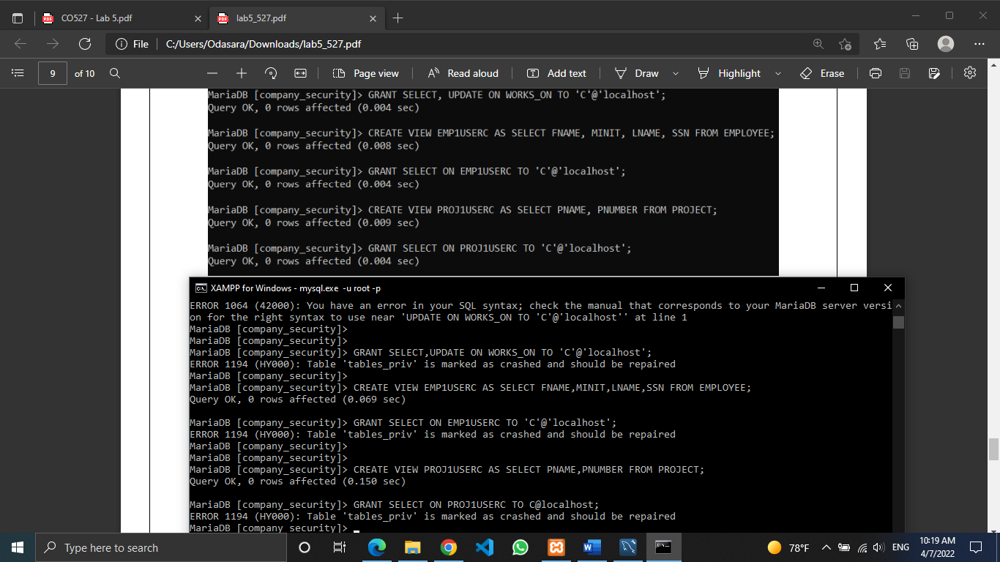 CO527 - Lab 5.pdf
lab5_527.pdf
File
C:/Users/Odasara/Downloads/lab5_527.pdf
9 of 10
Page view
Read aloud
Add text
Draw
Highlight
Erase
MariaDB [company_security]> GRANT SELECT, UPDATE ON WORKS_ON TO 'C'@'localhost';
Query OK, 0 rows affected (0.004 sec)
MariaDB [company_security]> CREATE VIEW EMP1USERC AS SELECT FNAME, MINIT, LNAME, SSN FROM EMPLOYEE;
Query OK, 0 rows affected (0.008 sec)
MariaDB [company_security]> GRANT SELECT ON EMP1USERC TO 'C'@'localhost';
Query OK, 0 rows affected (0.004 sec)
MariaDB [company_security]> CREATE VIEW PROJ1USERC AS SELECT PNAME, PNUMBER FROM PROJECT;
Query OK, 0 rows affected (0.009 sec)
MariaDB [company_security]> GRANT SELECT ON PROJ1USERC TO 'C'@'localhost';
Query OK, 0 rows affected (0.004 sec)
XAMPP for Windows - mysql.exe -u root -p
ERROR 1064 (42000): You have an error in your SQL syntax; check the manual that corresponds to your MariaDB server versi
on for the right syntax to use near 'UPDATE ON WORKS_ON TO 'C'@'localhost'' at line 1
MariaDB [company_security]>
MariaDB [company_security]>
MariaDB [company_security]> GRANT SELECT,UPDATE ON WORKS_ON TO 'C'@'localhost';
ERROR 1194 (HY000): Table 'tables_priv' is marked as crashed and should be repaired
MariaDB [company_security]>
MariaDB [company_security]> CREATE VIEW EMP1USERC AS SELECT FNAME,MINIT,LNAME,SSN FROM EMPLOYEE;
Query OK, 0 rows affected (0.069 sec)
MariaDB [company_security]> GRANT SELECT ON EMP1USERC TO 'C'@'localhost';
ERROR 1194 (HY000): Table 'tables_priv' is marked as crashed and should be repaired
MariaDB [company_security]>
MariaDB [company_security]>
MariaDB [company_security]> CREATE VIEW PROJ1USERC AS SELECT PNAME,PNUMBER FROM PROJECT;
Query OK, 0 rows affected (0.150 sec)
MariaDB [company_security]> GRANT SELECT ON PROJ1USERC TO C@localhost;
ERROR 1194 (HY000): Table 'tables_priv' is marked as crashed and should be repaired
MariaDB [company_security]>
Type here to search
78°F
ENG
10:19 AM
4/7/2022